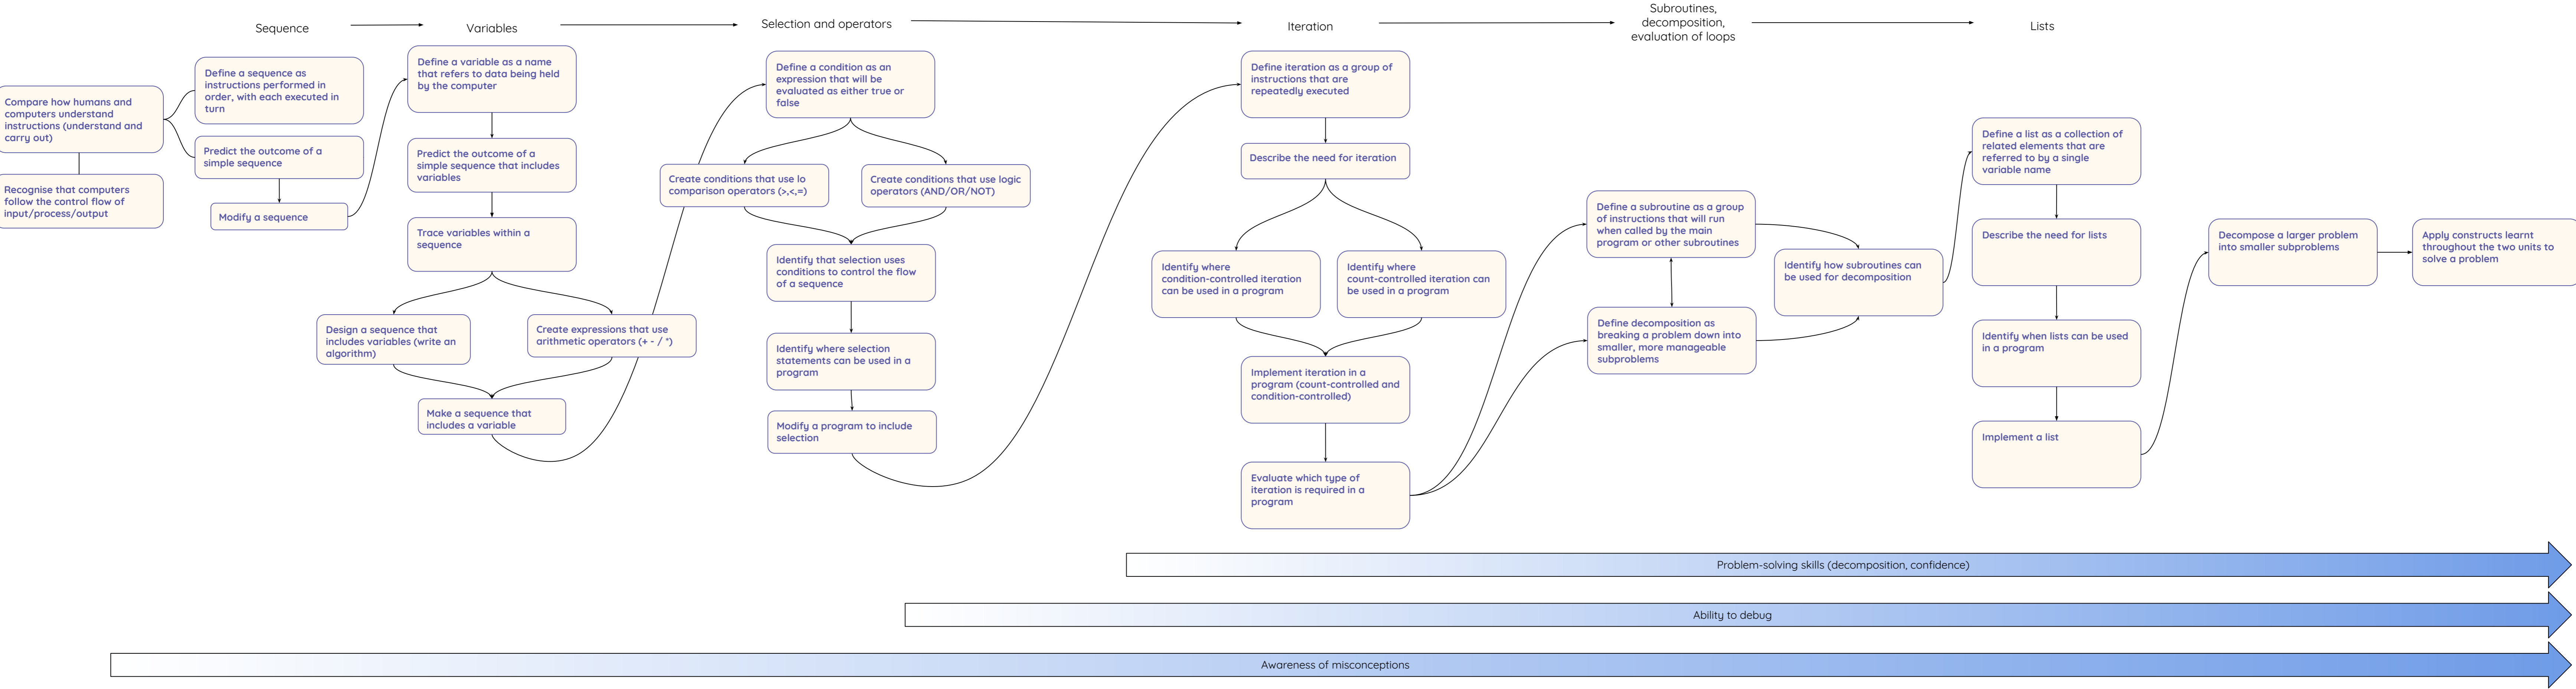 Sequence
Variables
Selection and operators
Iteration
Subroutines,
decomposition,
evaluation of loops
Lists
Compare how humans and
computers understand
instructions (understand and
carry out)
Recognise that computers
follow the control flow of
input/process/output
Define a sequence as
instructions performed in
order, with each executed in
turn
Predict the outcome of a
simple sequence
Modify a sequence
Define a variable as a name
that refers to data being held
by the computer
Predict the outcome of a
simple sequence that includes
variables
Trace variables within a
sequence
Design a sequence that
includes variables (write an
algorithm)
Create expressions that use
arithmetic operators (+ - / *)
Make a sequence that
includes a variable
Define a condition as an
expression that will be
evaluated as either true or
false
Create conditions that use lo
comparison operators (>,<,=)
Create conditions that use logic
operators (AND/OR/NOT)
Identify that selection uses
conditions to control the flow
of a sequence
Identify where selection
statements can be used in a
program
Modify a program to include
selection
Define iteration as a group of
instructions that are
repeatedly executed
Describe the need for iteration
Identify where
condition-controlled iteration
can be used in a program
Identify where
count-controlled iteration can
be used in a program
Implement iteration in a
program (count-controlled and
condition-controlled)
Evaluate which type of
iteration is required in a
program
Define a subroutine as a group
of instructions that will run
when called by the main
program or other subroutines
Define decomposition as
breaking a problem down into
smaller, more manageable
subproblems
Identify how subroutines can
be used for decomposition
Define a list as a collection of
related elements that are
referred to by a single
variable name
Describe the need for lists
Identify when lists can be used
in a program
Implement a list
Decompose a larger problem
into smaller subproblems
Apply constructs learnt
throughout the two units to
solve a problem
Problem-solving skills (decomposition, confidence)
Ability to debug
Awareness of misconceptions